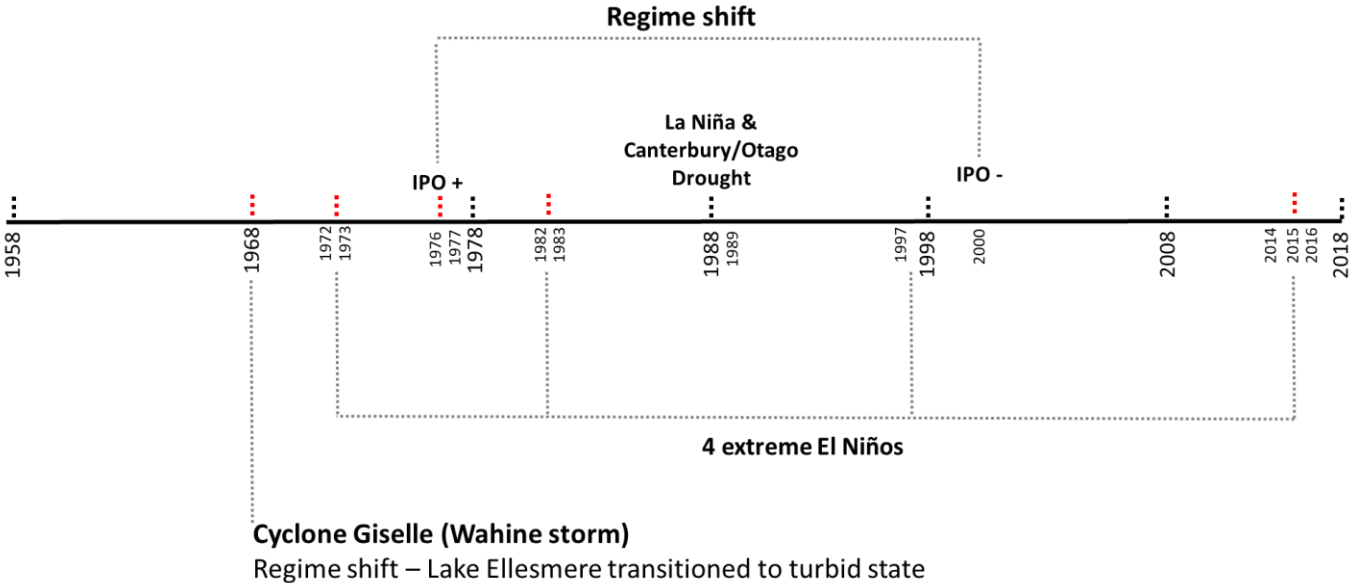 Regime shift
La Niña &
Canterbury/Otago
Drought
IPO +
IPO -
1958
1968
1972
1973
1976
1977
1978
1982
1983
1988
1989
1997
1998
2000
2008
2014
2015
2016
2018
4 extreme El Niños
Cyclone Giselle (Wahine storm)
Regime shift – Lake Ellesmere transitioned to turbid state